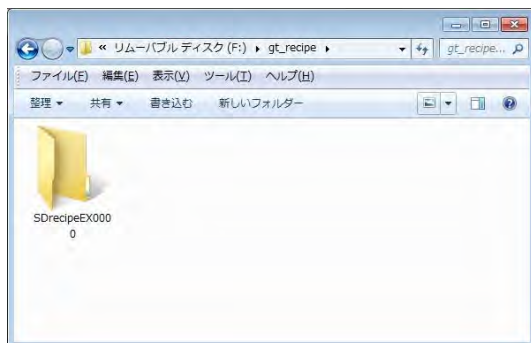 « リムーバブル ディスク (F:) ▸ gt_recipe ▸ gt_recipe...
ファイル(F) 編集(E) 表示(V) ツール(T) ヘルプ(H)
整理 ▼ 共有 ▼ 書き込む 新しいフォルダー
SDrecipeEX000
0